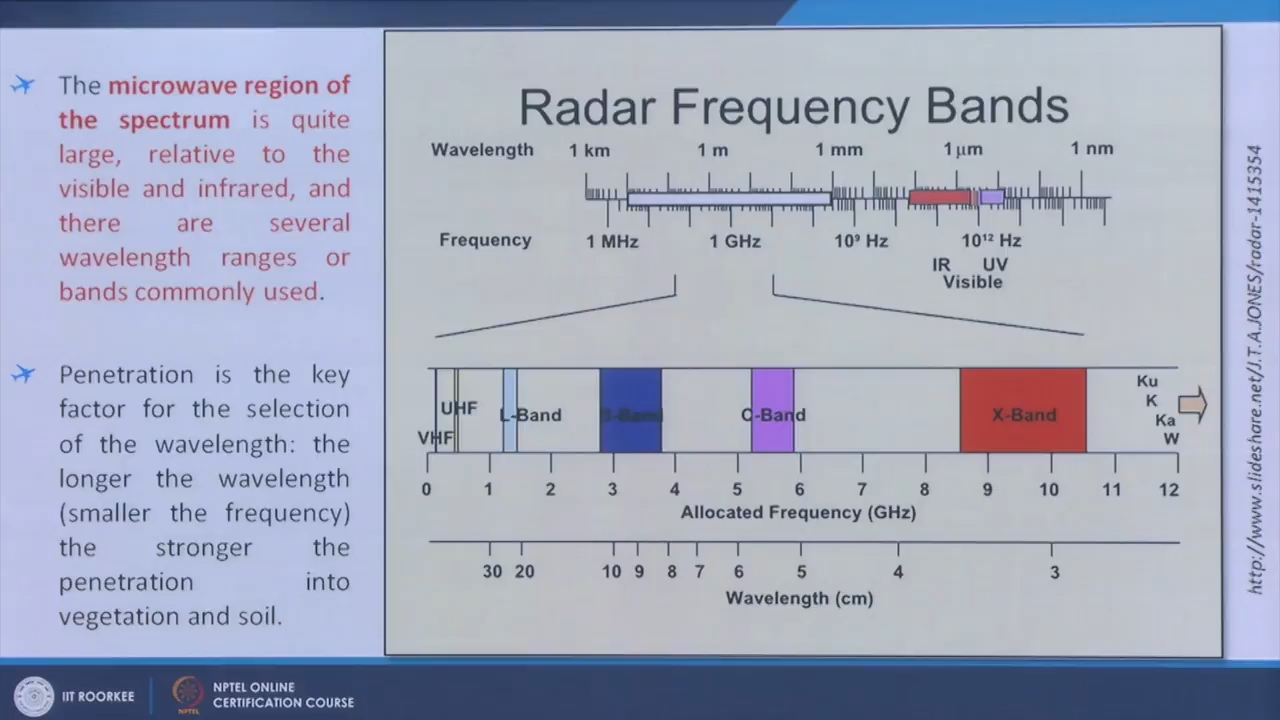 The microwave region of
the spectrum is quite
large, relative to the
visible and infrared, and
there are several
wavelength ranges or
bands commonly used.
Penetration is the key
factor for the selection
of the wavelength: the
longer the wavelength
(smaller the frequency)
the stronger the
penetration into
vegetation and soil.
Radar Frequency Bands
Wavelength 1 km 1 m 1 mm 1 μm 1 nm
Frequency 1 MHz 1 GHz 10⁹ Hz 10¹² Hz
IR UV
Visible
VHF
UHF
L-Band
S-Band
C-Band
X-Band
Ku
K
Ka
W
0 1 2 3 4 5 6 7 8 9 10 11 12
Allocated Frequency (GHz)
30 20 10 9 8 7 6 5 4 3
Wavelength (cm)
http://www.slideshare.net/J.T.A.JONES/radar-1415354
IIT ROORKEE
NPTEL
NPTEL ONLINE
CERTIFICATION COURSE